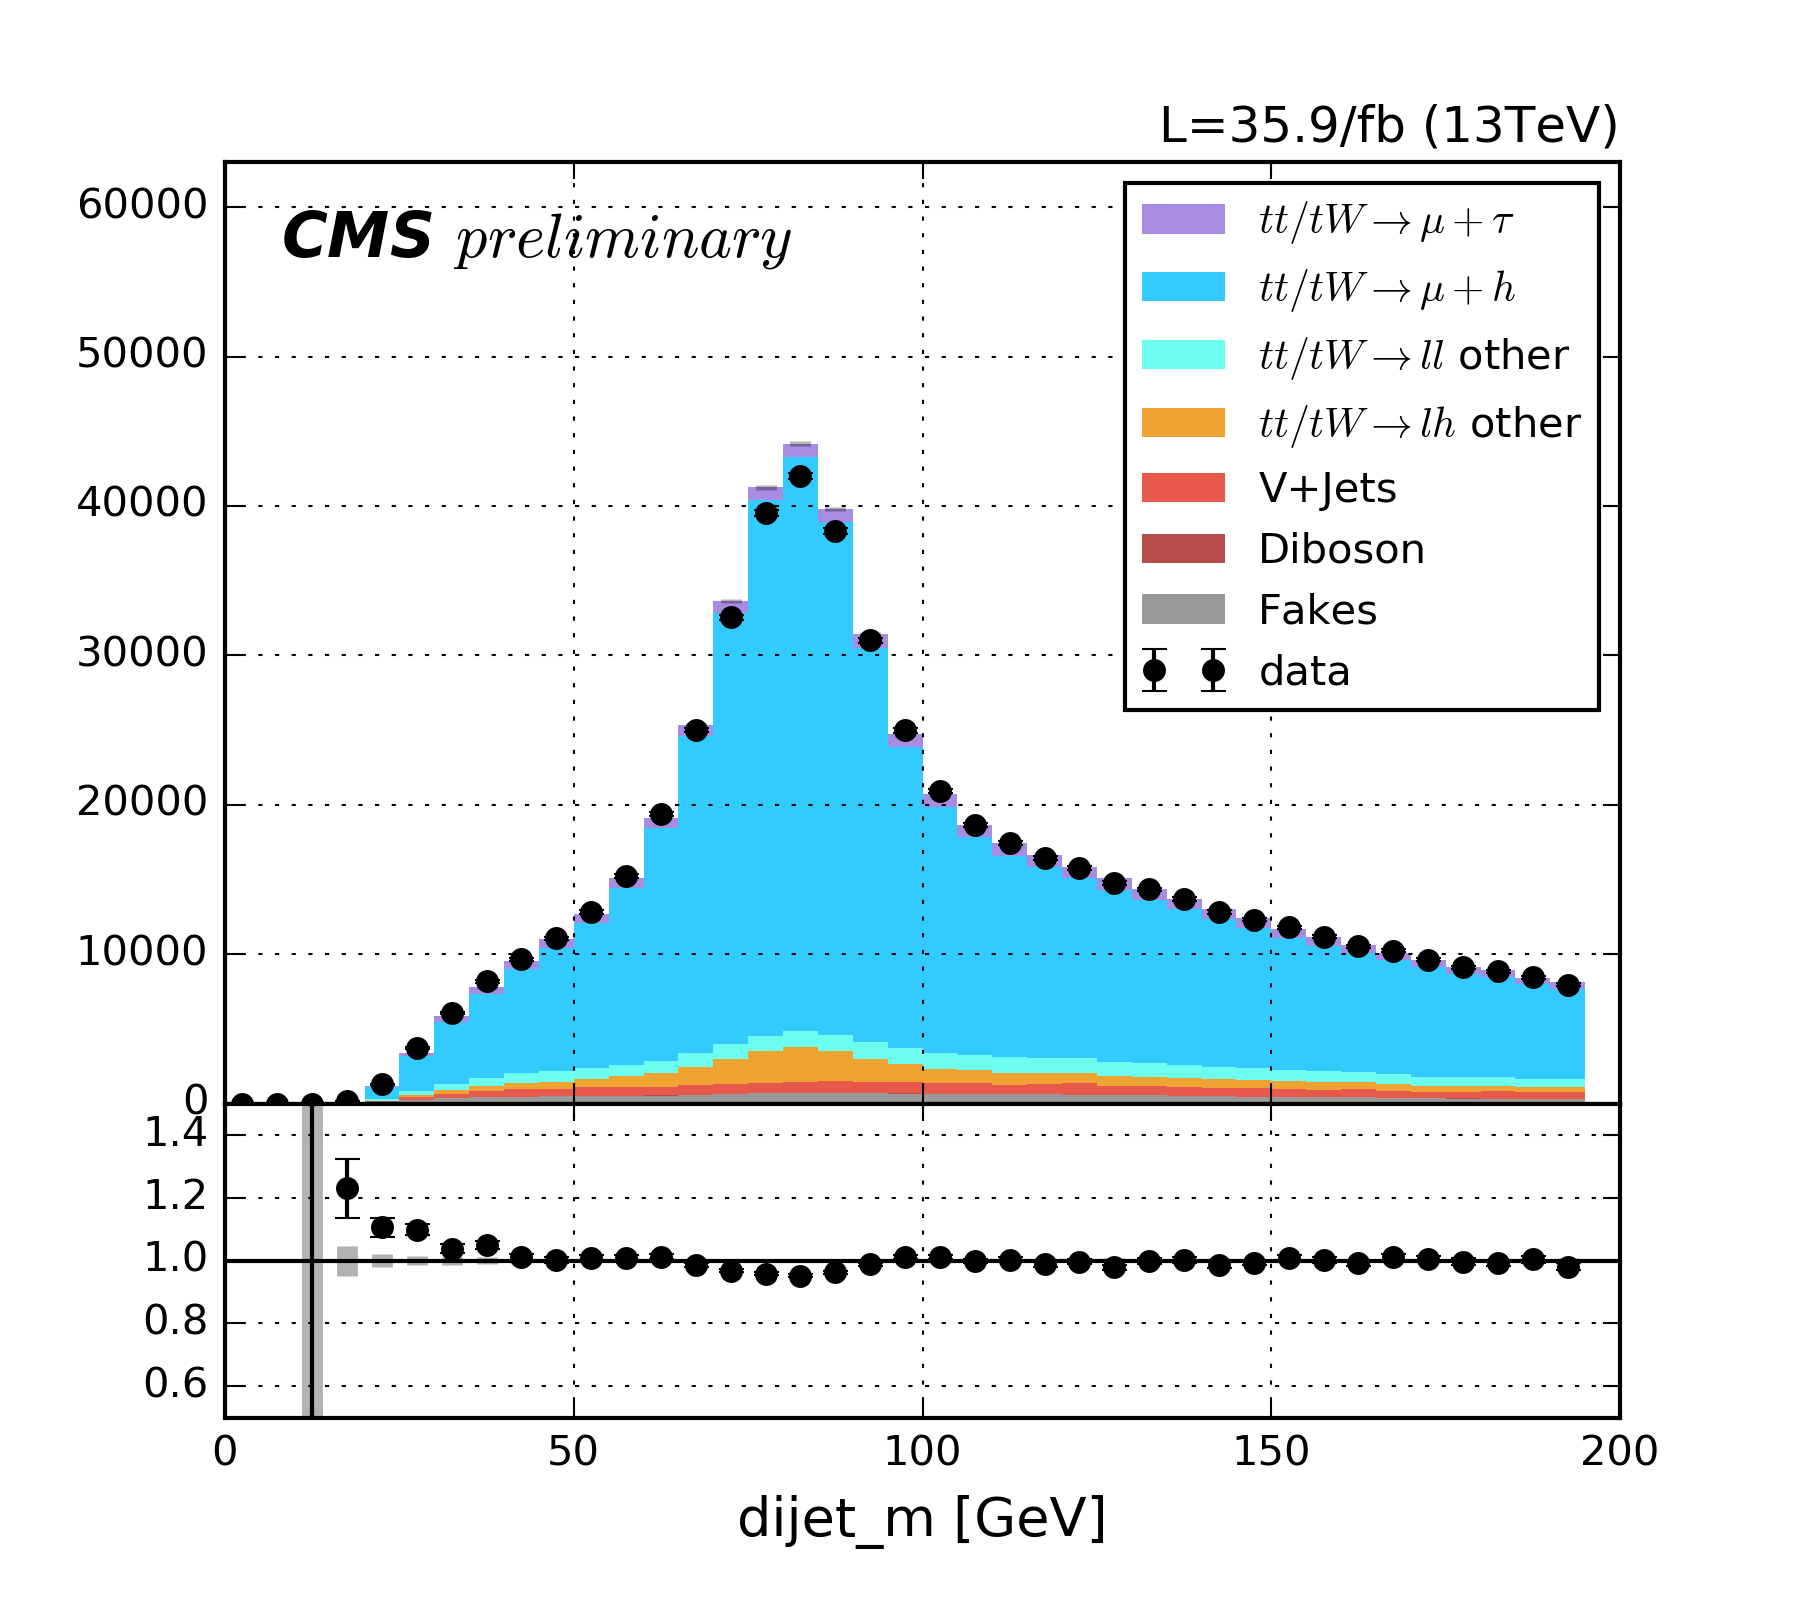 L=35.9/fb (13TeV)
CMS preliminary
60000
50000
40000
30000
20000
10000
0
tt/tW → μ + τ
tt/tW → μ + h
tt/tW → ll other
tt/tW → lh other
V+Jets
Diboson
Fakes
data
1.4
1.2
1.0
0.8
0.6
0 50 100 150 200
dijet_m [GeV]